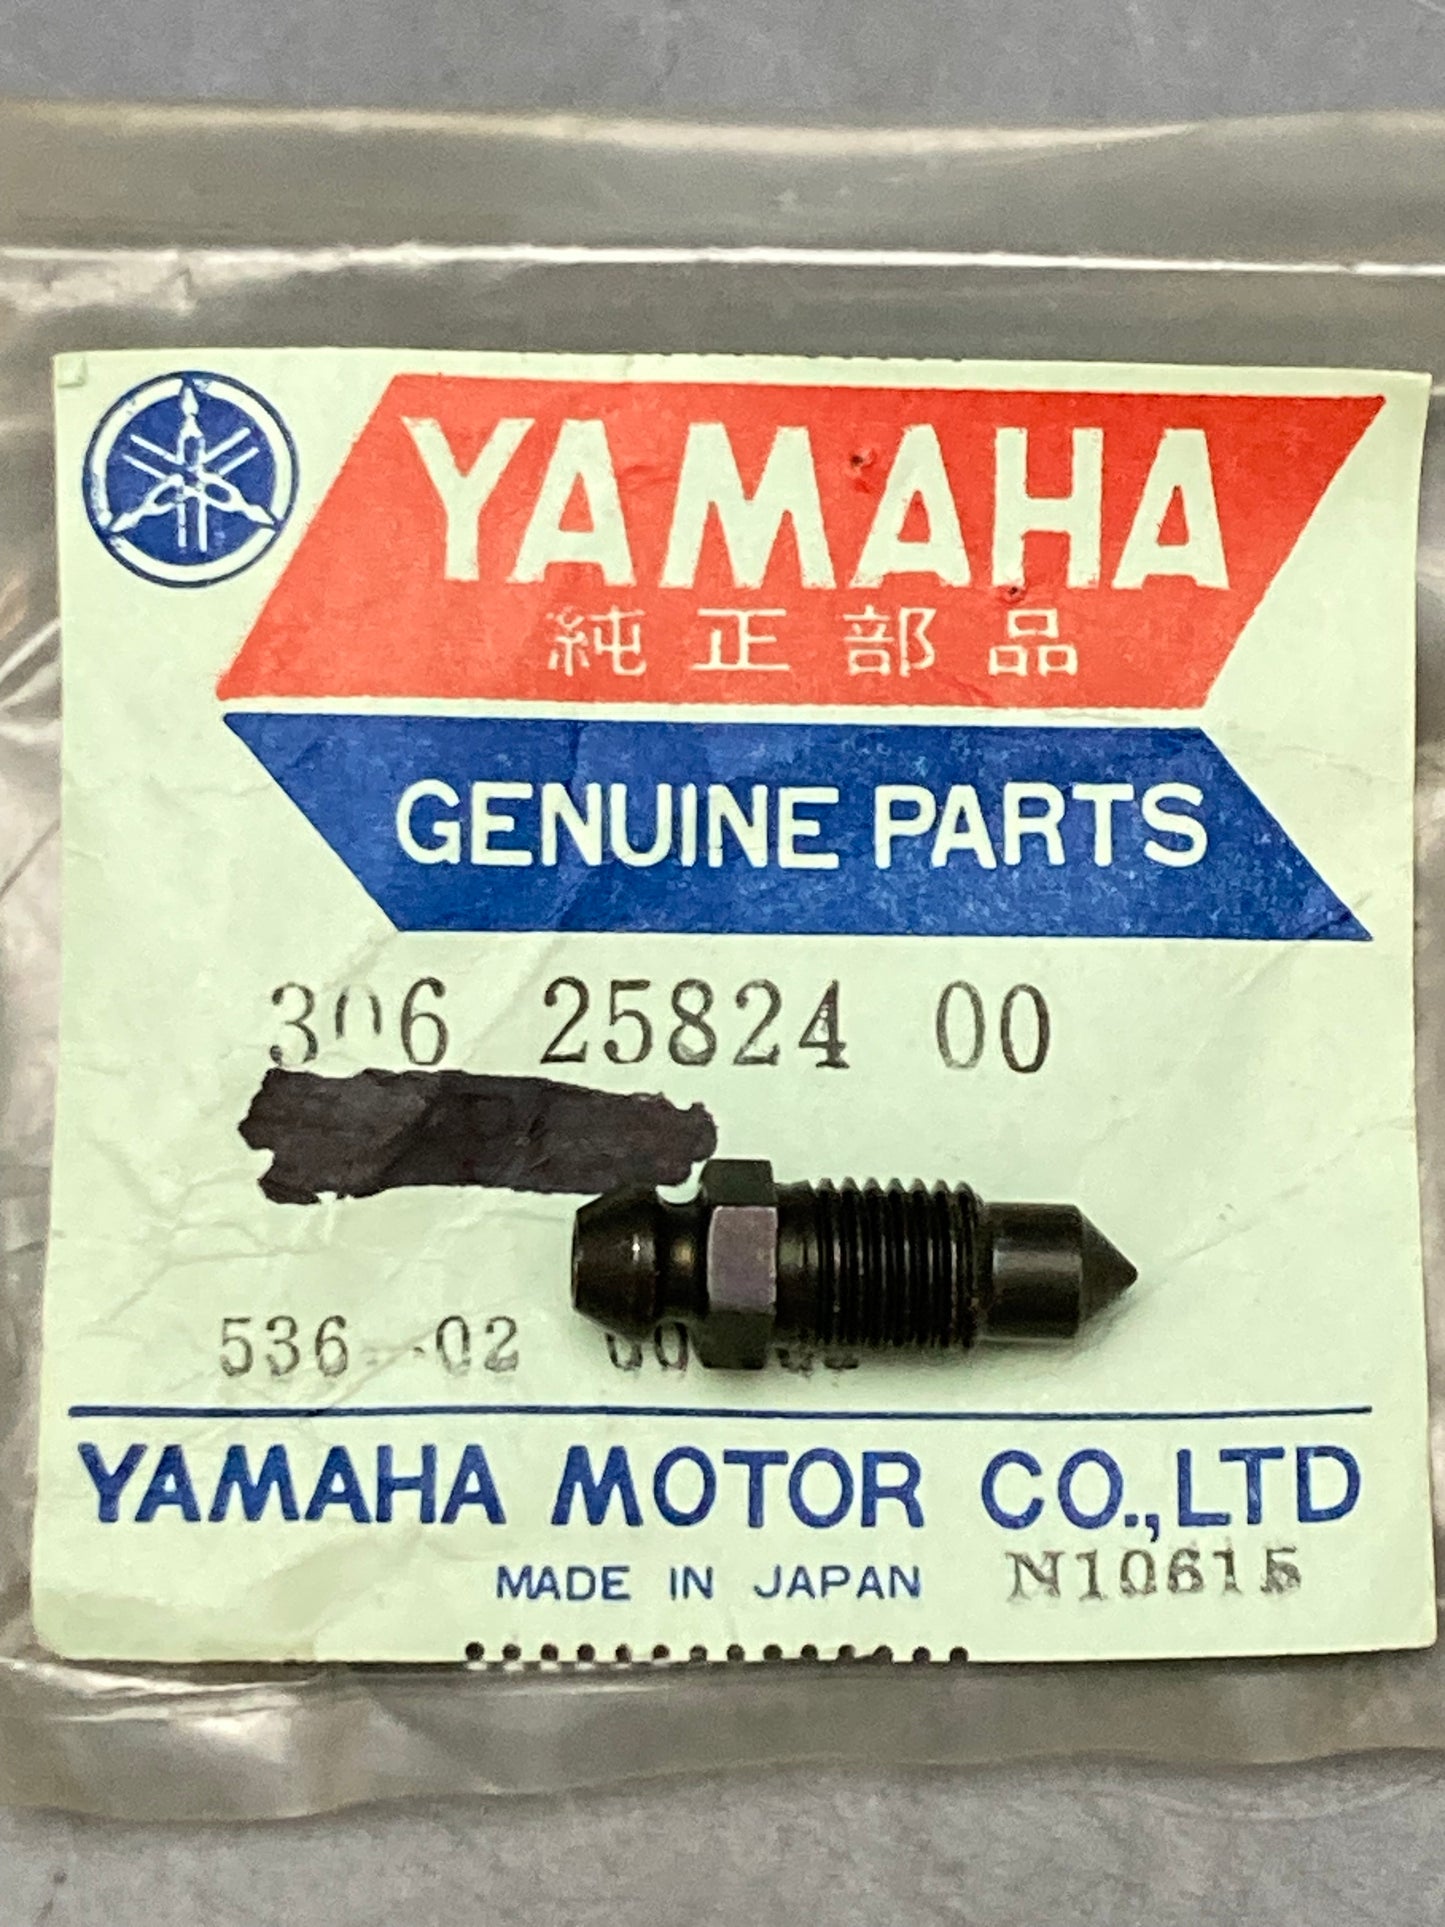 YAMAHA
純正部品
GENUINE PARTS
306 25824 00
536 02
YAMAHA MOTOR CO.,LTD
MADE IN JAPAN N10615